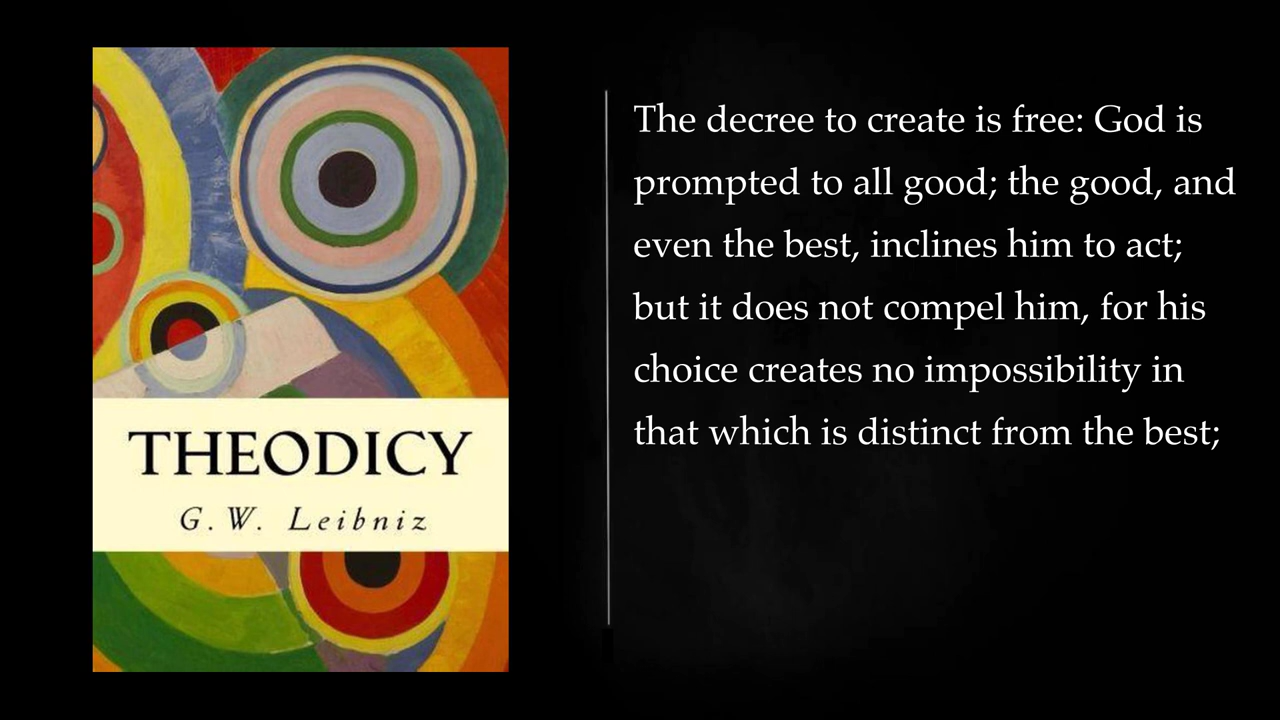 THEODICY
G.W. Leibniz
The decree to create is free: God is
prompted to all good; the good, and
even the best, inclines him to act;
but it does not compel him, for his
choice creates no impossibility in
that which is distinct from the best;